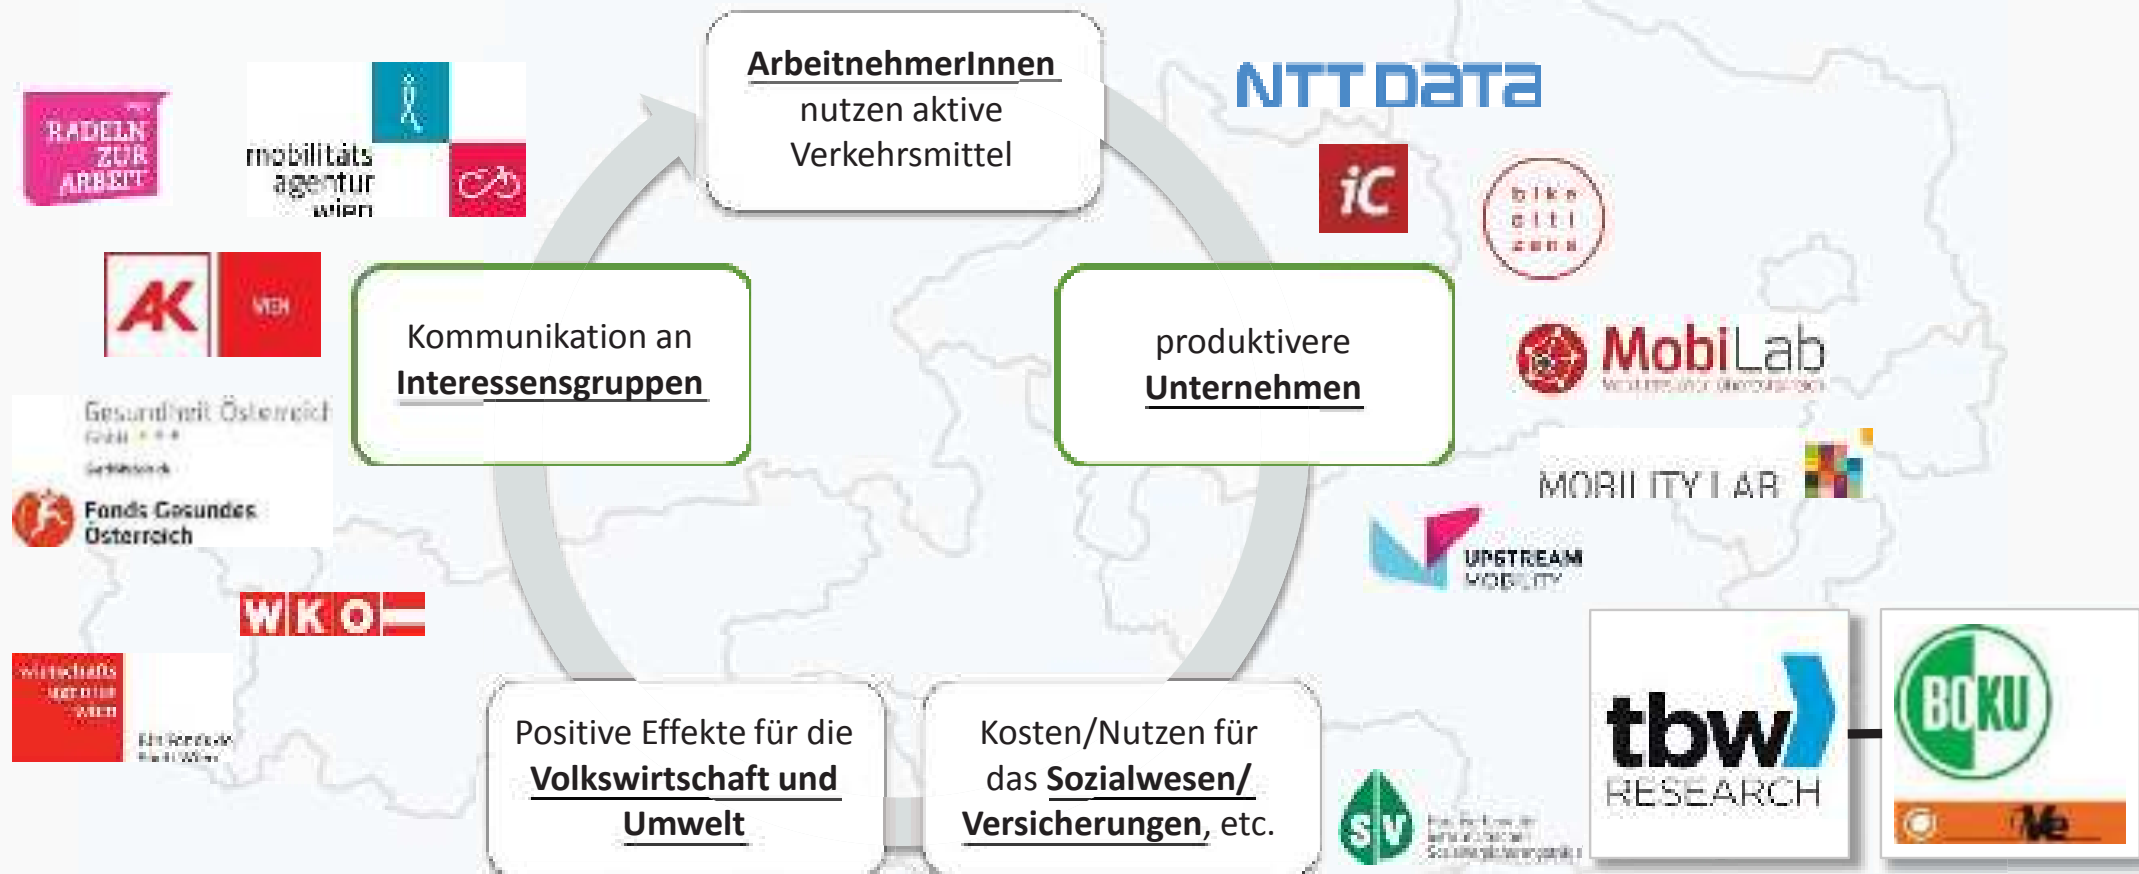 ArbeitnehmerInnen
nutzen aktive
Verkehrsmittel
NTT DATA
RADELN
ZUR
ARBEIT
mobilitäts
agentur
wien
iC
bike
citi
zens
AK
WIEN
Kommunikation an
Interessensgruppen
produktivere
Unternehmen
MobiLab
Gesundheit Österreich
Fonds Gesundes
Österreich
MOBILITY LAB
UPSTREAM
MOBILITY
WKO
wirtschafts
agentur
wien
Positive Effekte für die
Volkswirtschaft und
Umwelt
Kosten/Nutzen für
das Sozialwesen/
Versicherungen, etc.
SV
tbw
RESEARCH
BOKU